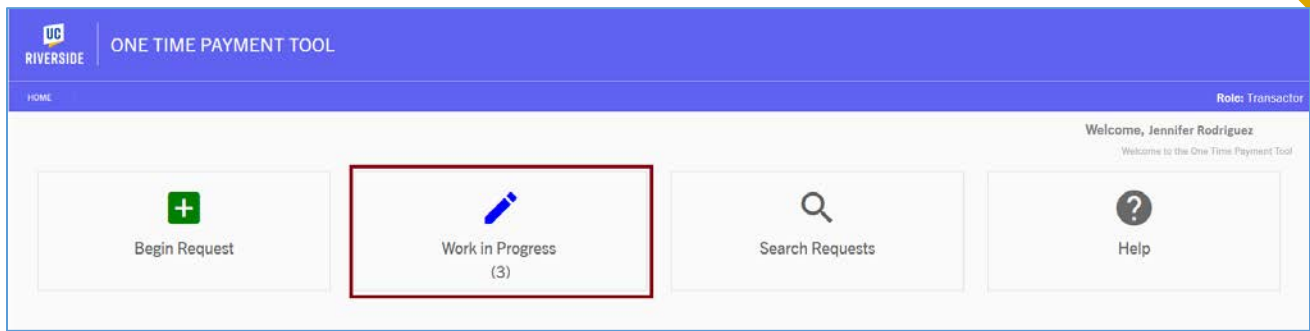 UC
RIVERSIDE
ONE TIME PAYMENT TOOL
HOME
Role: Transactor
Welcome, Jennifer Rodriguez
Welcome to the One Time Payment Tool
Begin Request
Work in Progress
(3)
Search Requests
Help